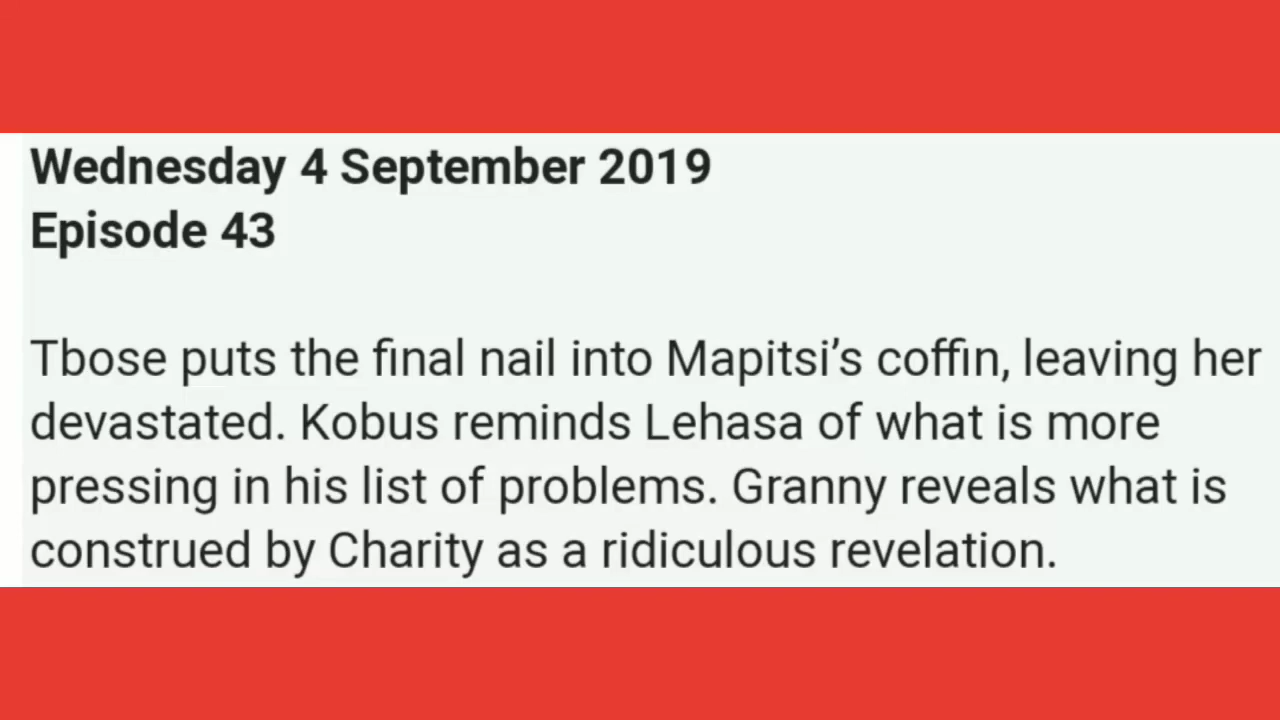 Wednesday 4 September 2019
Episode 43
Tbose puts the final nail into Mapitsi’s coffin, leaving her
devastated. Kobus reminds Lehasa of what is more
pressing in his list of problems. Granny reveals what is
construed by Charity as a ridiculous revelation.